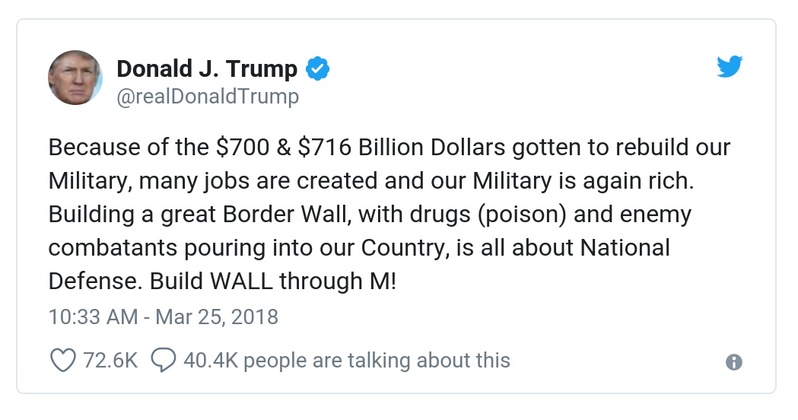 Donald J. Trump
@realDonaldTrump
Because of the $700 & $716 Billion Dollars gotten to rebuild our
Military, many jobs are created and our Military is again rich.
Building a great Border Wall, with drugs (poison) and enemy
combatants pouring into our Country, is all about National
Defense. Build WALL through M!
10:33 AM - Mar 25, 2018
72.6K 40.4K people are talking about this